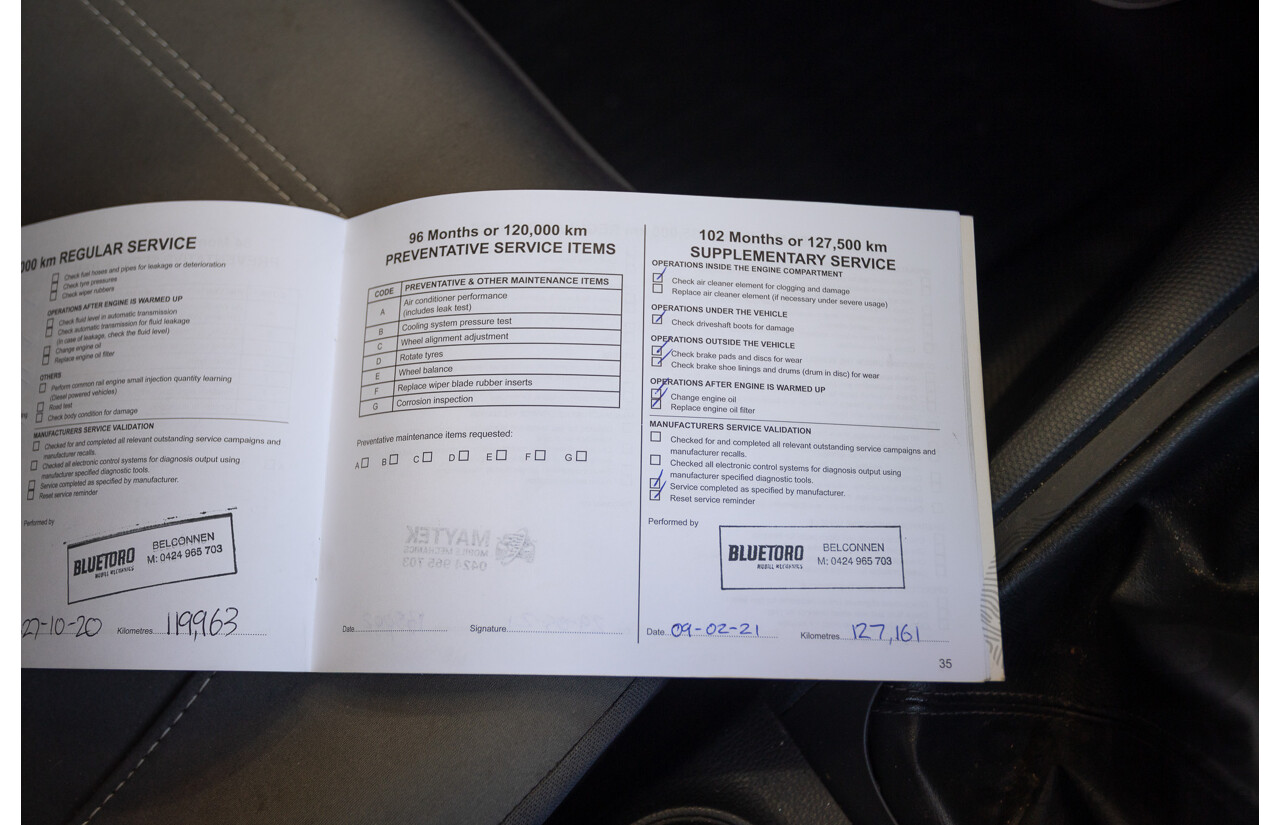 000 km REGULAR SERVICE
Check fuel hoses and pipes for leakage or deterioration
Check tyre pressures
Check wiper rubbers
OPERATIONS AFTER ENGINE IS WARMED UP
Check fluid level in automatic transmission
Check automatic transmission for fluid leakage
(in case of leakage, check the fluid level)
Change engine oil
Replace engine oil filter
OTHERS
Perform common rail engine small injection quantity learning
(Diesel powered vehicles)
Road test
Check body condition for damage
MANUFACTURERS SERVICE VALIDATION
Checked for and completed all relevant outstanding service campaigns and
manufacturer recalls.
Checked all electronic control systems for diagnosis output using
manufacturer specified diagnostic tools.
Service completed as specified by manufacturer.
Reset service reminder
Performed by
BLUETORO
MOBILE MECHANICS
BELCONNEN
M: 0424 965 703
27-10-20 Kilometres 119,963
96 Months or 120,000 km
PREVENTATIVE SERVICE ITEMS
CODE PREVENTATIVE & OTHER MAINTENANCE ITEMS
A Air conditioner performance
(includes leak test)
B Cooling system pressure test
C Wheel alignment adjustment
D Rotate tyres
E Wheel balance
F Replace wiper blade rubber inserts
G Corrosion inspection
Preventative maintenance items requested:
A B C D E F G
MAYTEK
MOBILE MECHANICS
0424 965 703
Date Signature
102 Months or 127,500 km
SUPPLEMENTARY SERVICE
OPERATIONS INSIDE THE ENGINE COMPARTMENT
Check air cleaner element for clogging and damage
Replace air cleaner element (if necessary under severe usage)
OPERATIONS UNDER THE VEHICLE
Check driveshaft boots for damage
OPERATIONS OUTSIDE THE VEHICLE
Check brake pads and discs for wear
Check brake shoe linings and drums (drum in disc) for wear
OPERATIONS AFTER ENGINE IS WARMED UP
Change engine oil
Replace engine oil filter
MANUFACTURERS SERVICE VALIDATION
Checked for and completed all relevant outstanding service campaigns and
manufacturer recalls.
Checked all electronic control systems for diagnosis output using
manufacturer specified diagnostic tools.
Service completed as specified by manufacturer.
Reset service reminder
Performed by
BLUETORO
MOBILE MECHANICS
BELCONNEN
M: 0424 965 703
Date 09-02-21 Kilometres 127,161
35